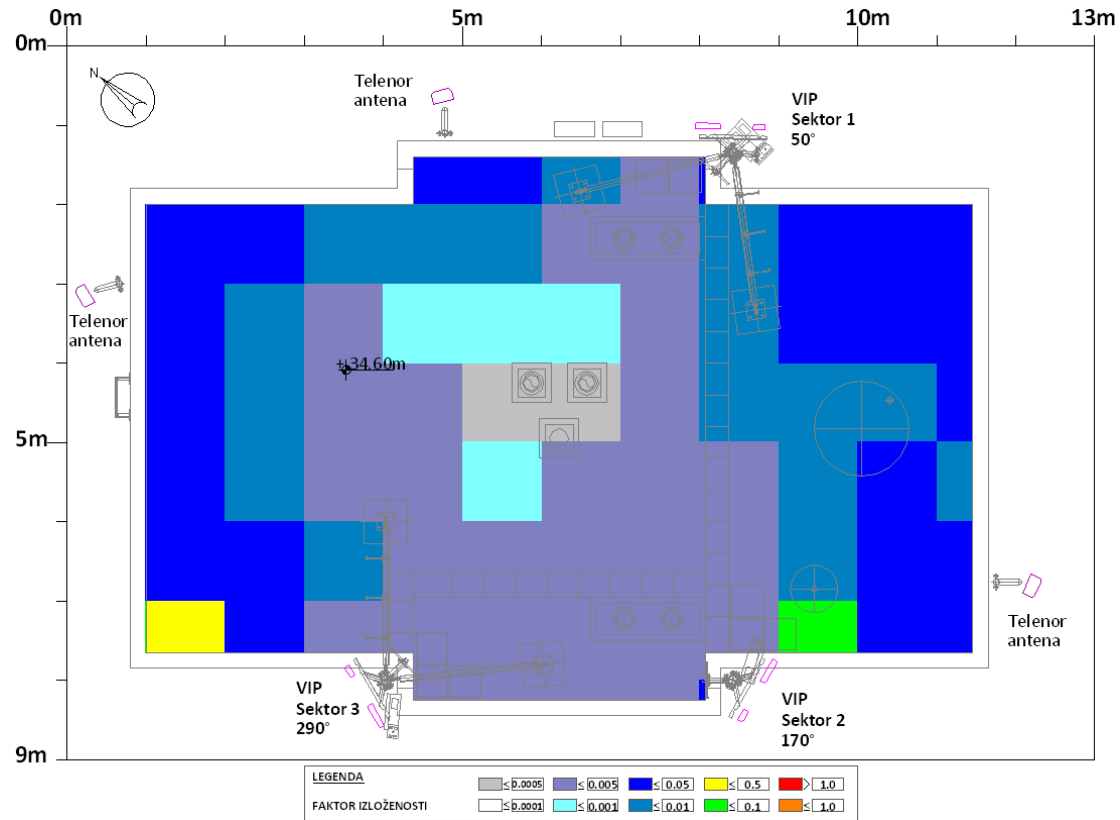 0m 5m 10m 13m
0m
N
Telenor
antena
VIP
Sektor 1
50°
Telenor
antena
+34.60m
5m
Telenor
antena
VIP
Sektor 3
290°
VIP
Sektor 2
170°
9m
LEGENDA
≤ 0.0005 ≤ 0.005 ≤ 0.05 ≤ 0.5 > 1.0
FAKTOR IZLOŽENOSTI ≤ 0.0001 ≤ 0.001 ≤ 0.01 ≤ 0.1 ≤ 1.0